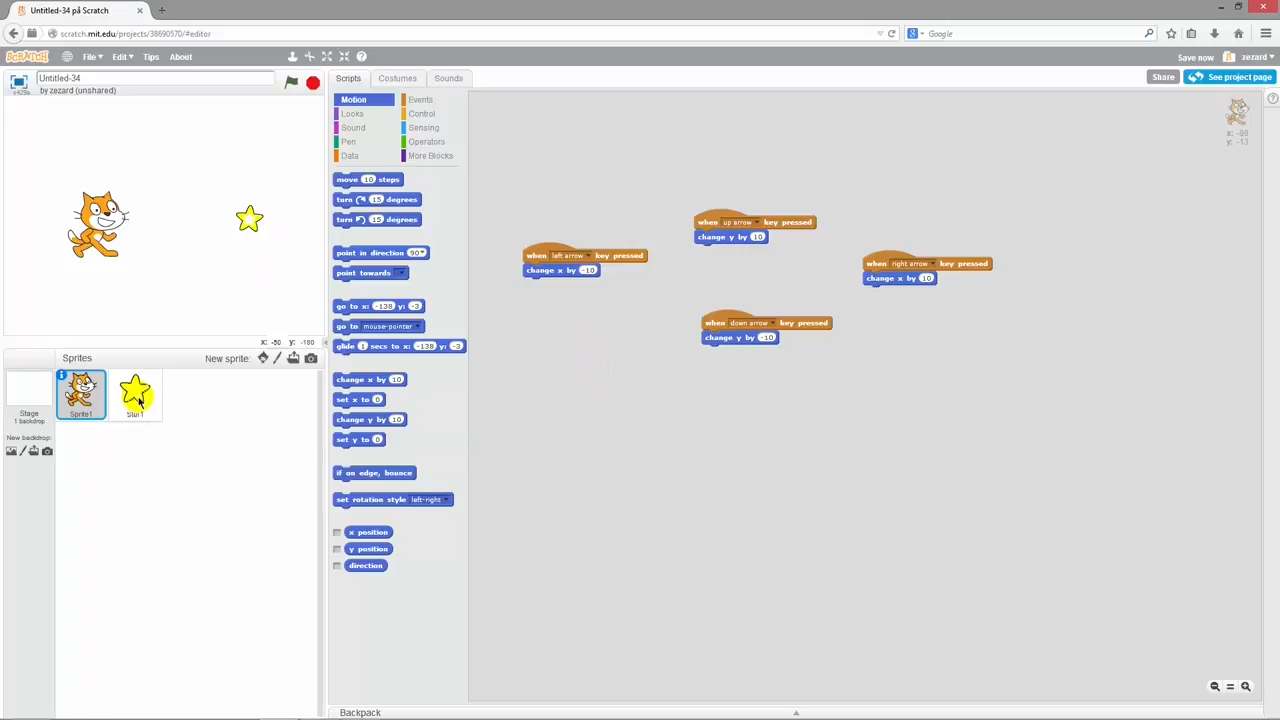 Untitled-34 på Scratch
scratch.mit.edu/projects/38690570/#editor
Google
SCRATCH
File
Edit
Tips
About
Save now
zezard
Untitled-34
by zezard (unshared)
Scripts
Costumes
Sounds
Share
See project page
Motion
Events
Looks
Control
Sound
Sensing
Pen
Operators
Data
More Blocks
x: -88
y: -13
move 10 steps
turn 15 degrees
turn 15 degrees
point in direction 90
point towards
go to x: -138 y: -3
go to mouse-pointer
glide 1 secs to x: -138 y: -3
change x by 10
set x to 0
change y by 10
set y to 0
if on edge, bounce
set rotation style left-right
x position
y position
direction
when up arrow key pressed
change y by 10
when left arrow key pressed
change x by -10
when right arrow key pressed
change x by 10
when down arrow key pressed
change y by -10
x: -50 y: -180
Sprites
New sprite:
Stage
1 backdrop
New backdrop:
Sprite1
Star1
Backpack